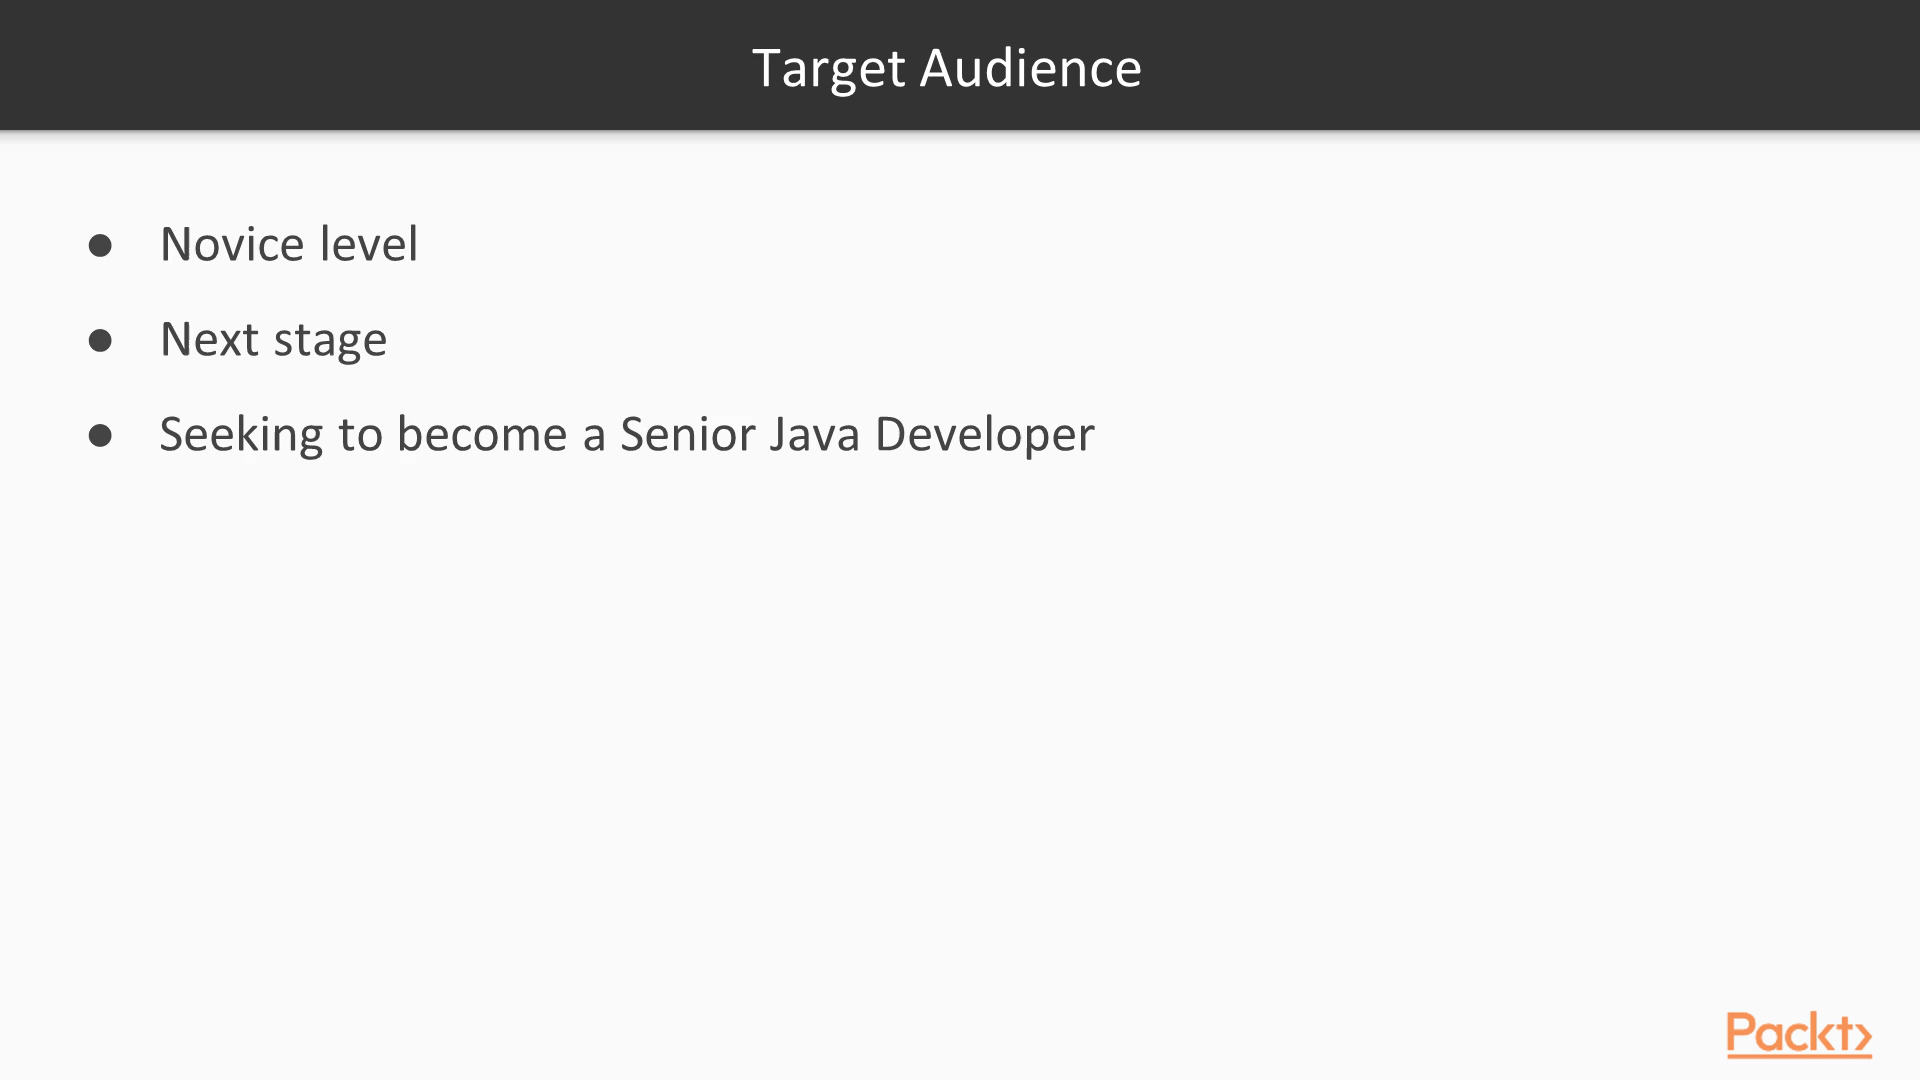 Target Audience
● Novice level
● Next stage
● Seeking to become a Senior Java Developer
Packt>